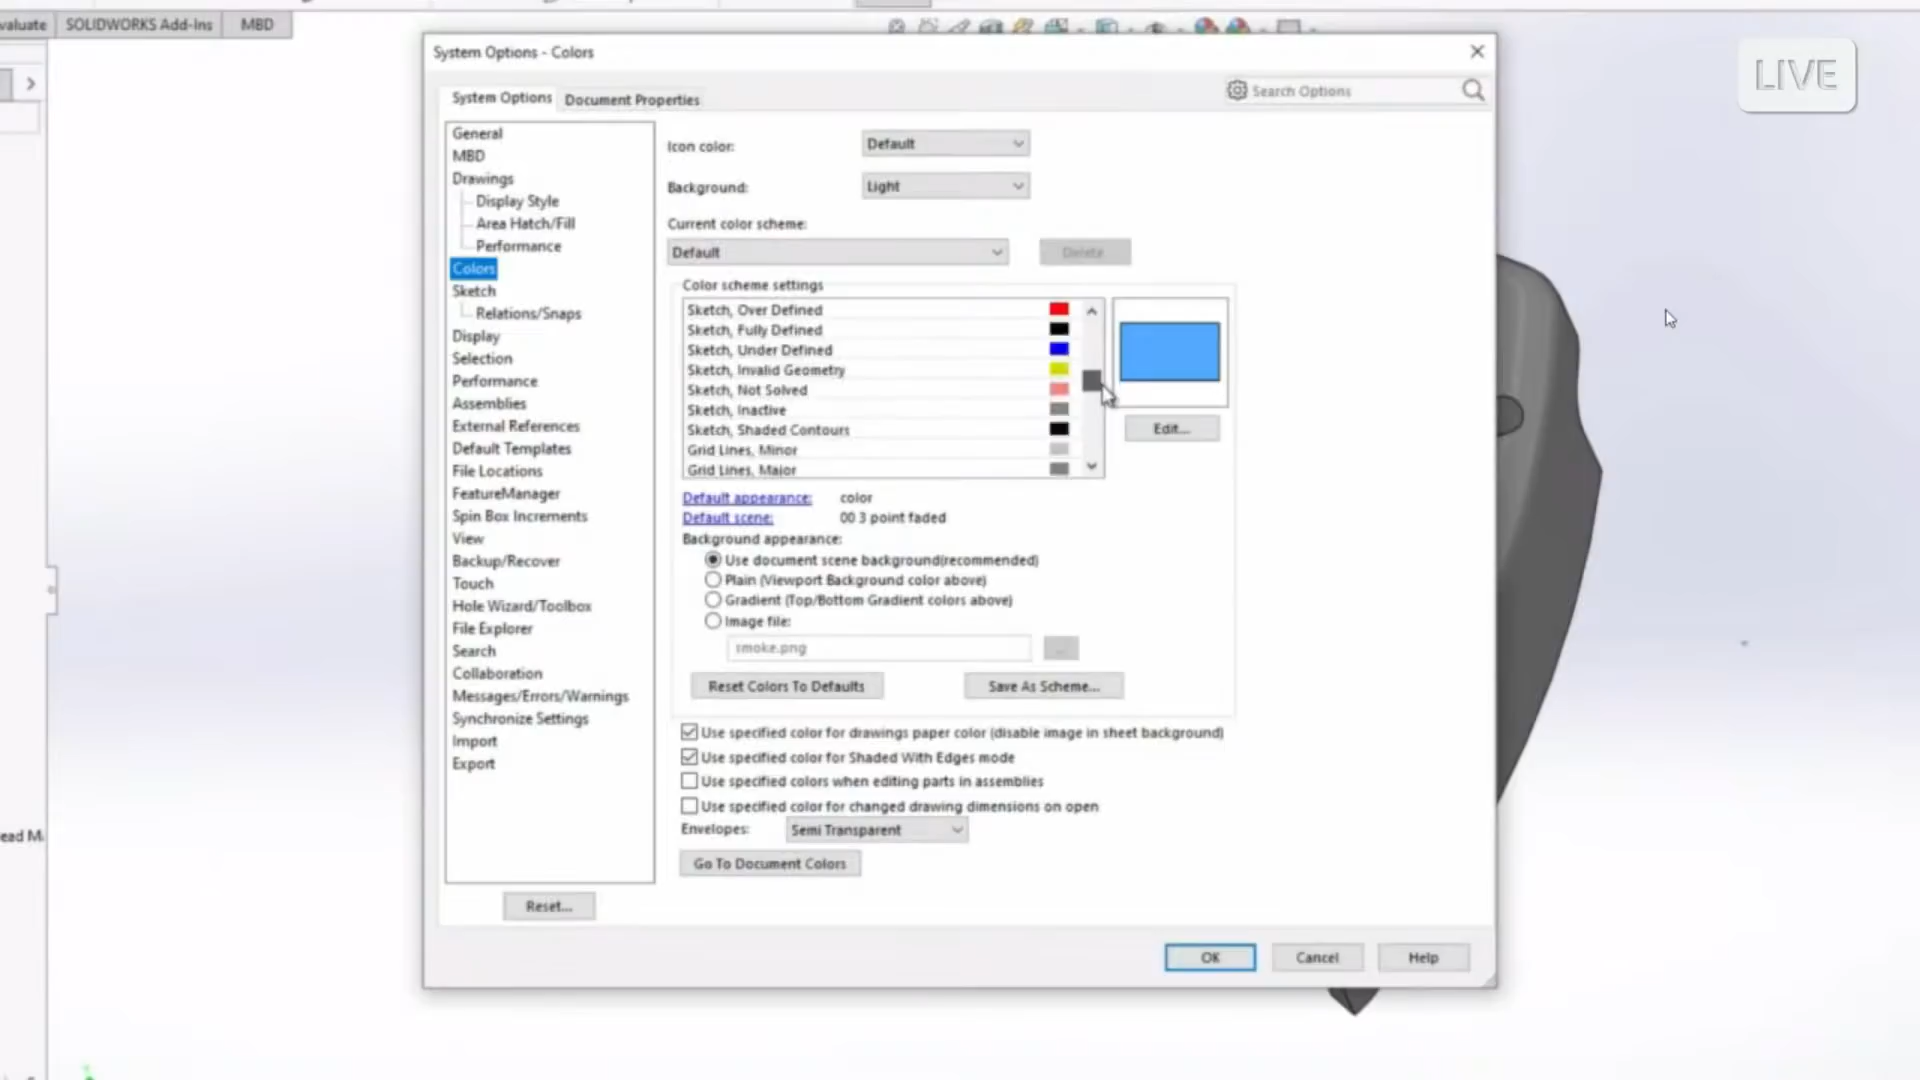 valuate
SOLIDWORKS Add-Ins
MBD
System Options - Colors
LIVE
System Options
Document Properties
Search Options
General
MBD
Drawings
Display Style
Area Hatch/Fill
Performance
Colors
Sketch
Relations/Snaps
Display
Selection
Performance
Assemblies
External References
Default Templates
File Locations
FeatureManager
Spin Box Increments
View
Backup/Recover
Touch
Hole Wizard/Toolbox
File Explorer
Search
Collaboration
Messages/Errors/Warnings
Synchronize Settings
Import
Export
Reset...
Icon color:
Default
Background:
Light
Current color scheme:
Default
Delete
Color scheme settings
Sketch, Over Defined
Sketch, Fully Defined
Sketch, Under Defined
Sketch, Invalid Geometry
Sketch, Not Solved
Sketch, Inactive
Sketch, Shaded Contours
Grid Lines, Minor
Grid Lines, Major
Edit...
Default appearance: color
Default scene: 00 3 point faded
Background appearance:
Use document scene background(recommended)
Plain (Viewport Background color above)
Gradient (Top/Bottom Gradient colors above)
Image file:
smoke.png
...
Reset Colors To Defaults
Save As Scheme...
Use specified color for drawings paper color (disable image in sheet background)
Use specified color for Shaded With Edges mode
Use specified colors when editing parts in assemblies
Use specified color for changed drawing dimensions on open
Envelopes:
Semi Transparent
Go To Document Colors
ead M
OK
Cancel
Help